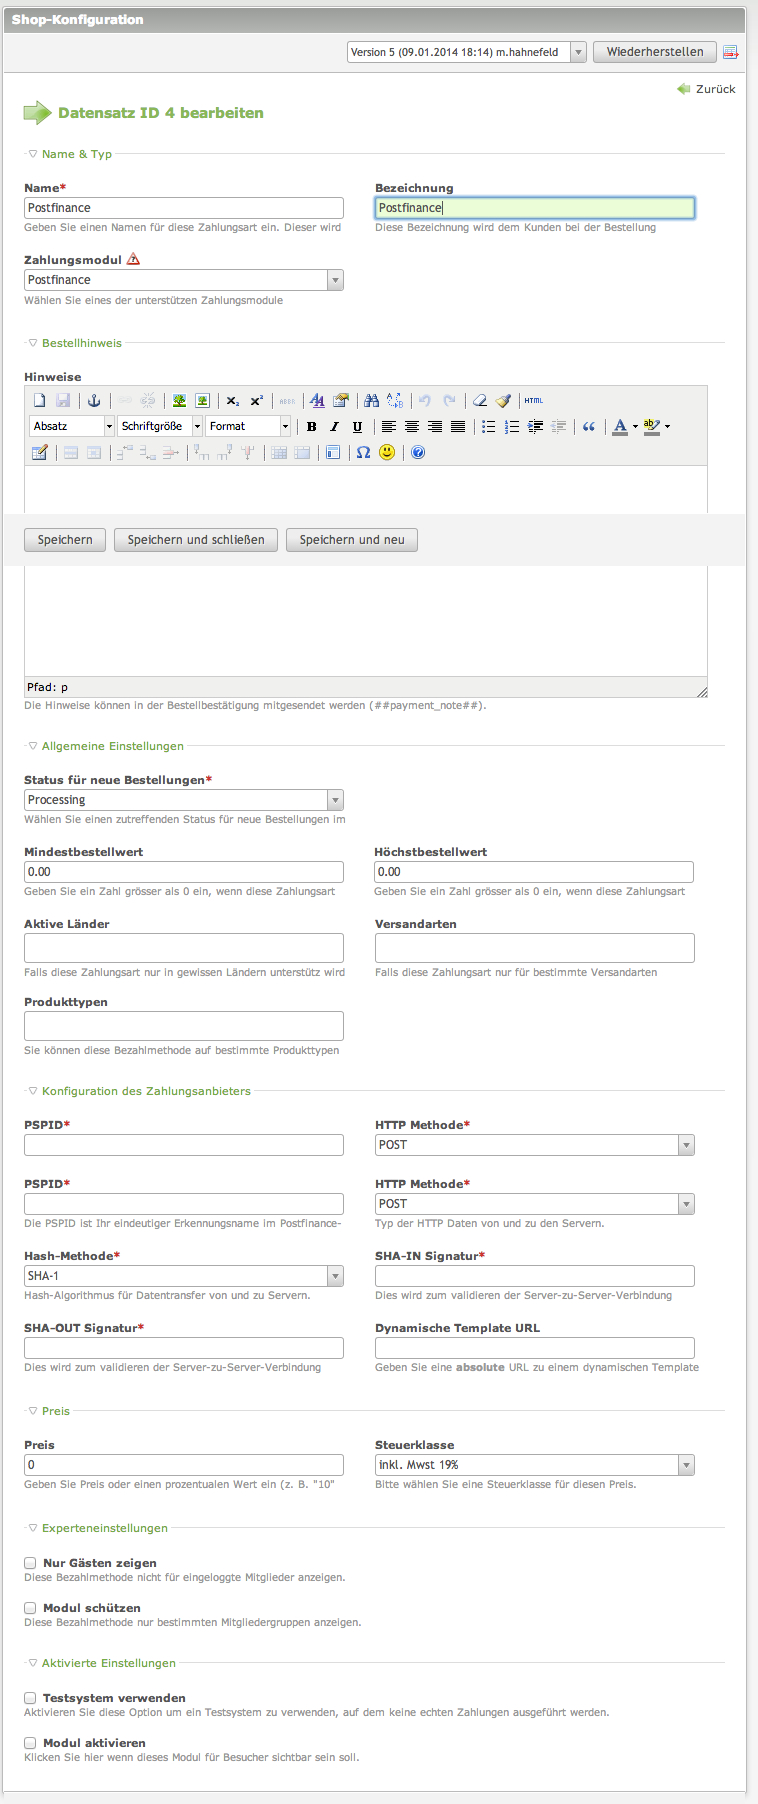 Shop-Konfiguration
Version 5 (09.01.2014 18:14) m.hahnefeld
Wiederherstellen
Zurück
Datensatz ID 4 bearbeiten
Name & Typ
Name*
Bezeichnung
Postfinance
Postfinance
Geben Sie einen Namen für diese Zahlungsart ein. Dieser wird
Diese Bezeichnung wird dem Kunden bei der Bestellung
Zahlungsmodul
Postfinance
Wählen Sie eines der unterstützen Zahlungsmodule
Bestellhinweis
Hinweise
HTML
Absatz
Schriftgröße
Format
B I U
Pfad: p
Speichern
Speichern und schließen
Speichern und neu
Die Hinweise können in der Bestellbestätigung mitgesendet werden (##payment_note##).
Allgemeine Einstellungen
Status für neue Bestellungen*
Processing
Wählen Sie einen zutreffenden Status für neue Bestellungen im
Mindestbestellwert
Höchstbestellwert
0.00
0.00
Geben Sie ein Zahl grösser als 0 ein, wenn diese Zahlungsart
Geben Sie ein Zahl grösser als 0 ein, wenn diese Zahlungsart
Aktive Länder
Versandarten
Falls diese Zahlungsart nur in gewissen Ländern unterstütz wird
Falls diese Zahlungsart nur für bestimmte Versandarten
Produkttypen
Sie können diese Bezahlmethode auf bestimmte Produkttypen
Konfiguration des Zahlungsanbieters
PSPID*
HTTP Methode*
POST
PSPID*
HTTP Methode*
POST
Die PSPID ist Ihr eindeutiger Erkennungsname im Postfinance-
Typ der HTTP Daten von und zu den Servern.
Hash-Methode*
SHA-IN Signatur*
SHA-1
Hash-Algorithmus für Datentransfer von und zu Servern.
Dies wird zum validieren der Server-zu-Server-Verbindung
SHA-OUT Signatur*
Dynamische Template URL
Dies wird zum validieren der Server-zu-Server-Verbindung
Geben Sie eine absolute URL zu einem dynamischen Template
Preis
Preis
Steuerklasse
0
inkl. Mwst 19%
Geben Sie Preis oder einen prozentualen Wert ein (z. B. "10"
Bitte wählen Sie eine Steuerklasse für diesen Preis.
Experteneinstellungen
Nur Gästen zeigen
Diese Bezahlmethode nicht für eingeloggte Mitglieder anzeigen.
Modul schützen
Diese Bezahlmethode nur bestimmten Mitgliedergruppen anzeigen.
Aktivierte Einstellungen
Testsystem verwenden
Aktivieren Sie diese Option um ein Testsystem zu verwenden, auf dem keine echten Zahlungen ausgeführt werden.
Modul aktivieren
Klicken Sie hier wenn dieses Modul für Besucher sichtbar sein soll.